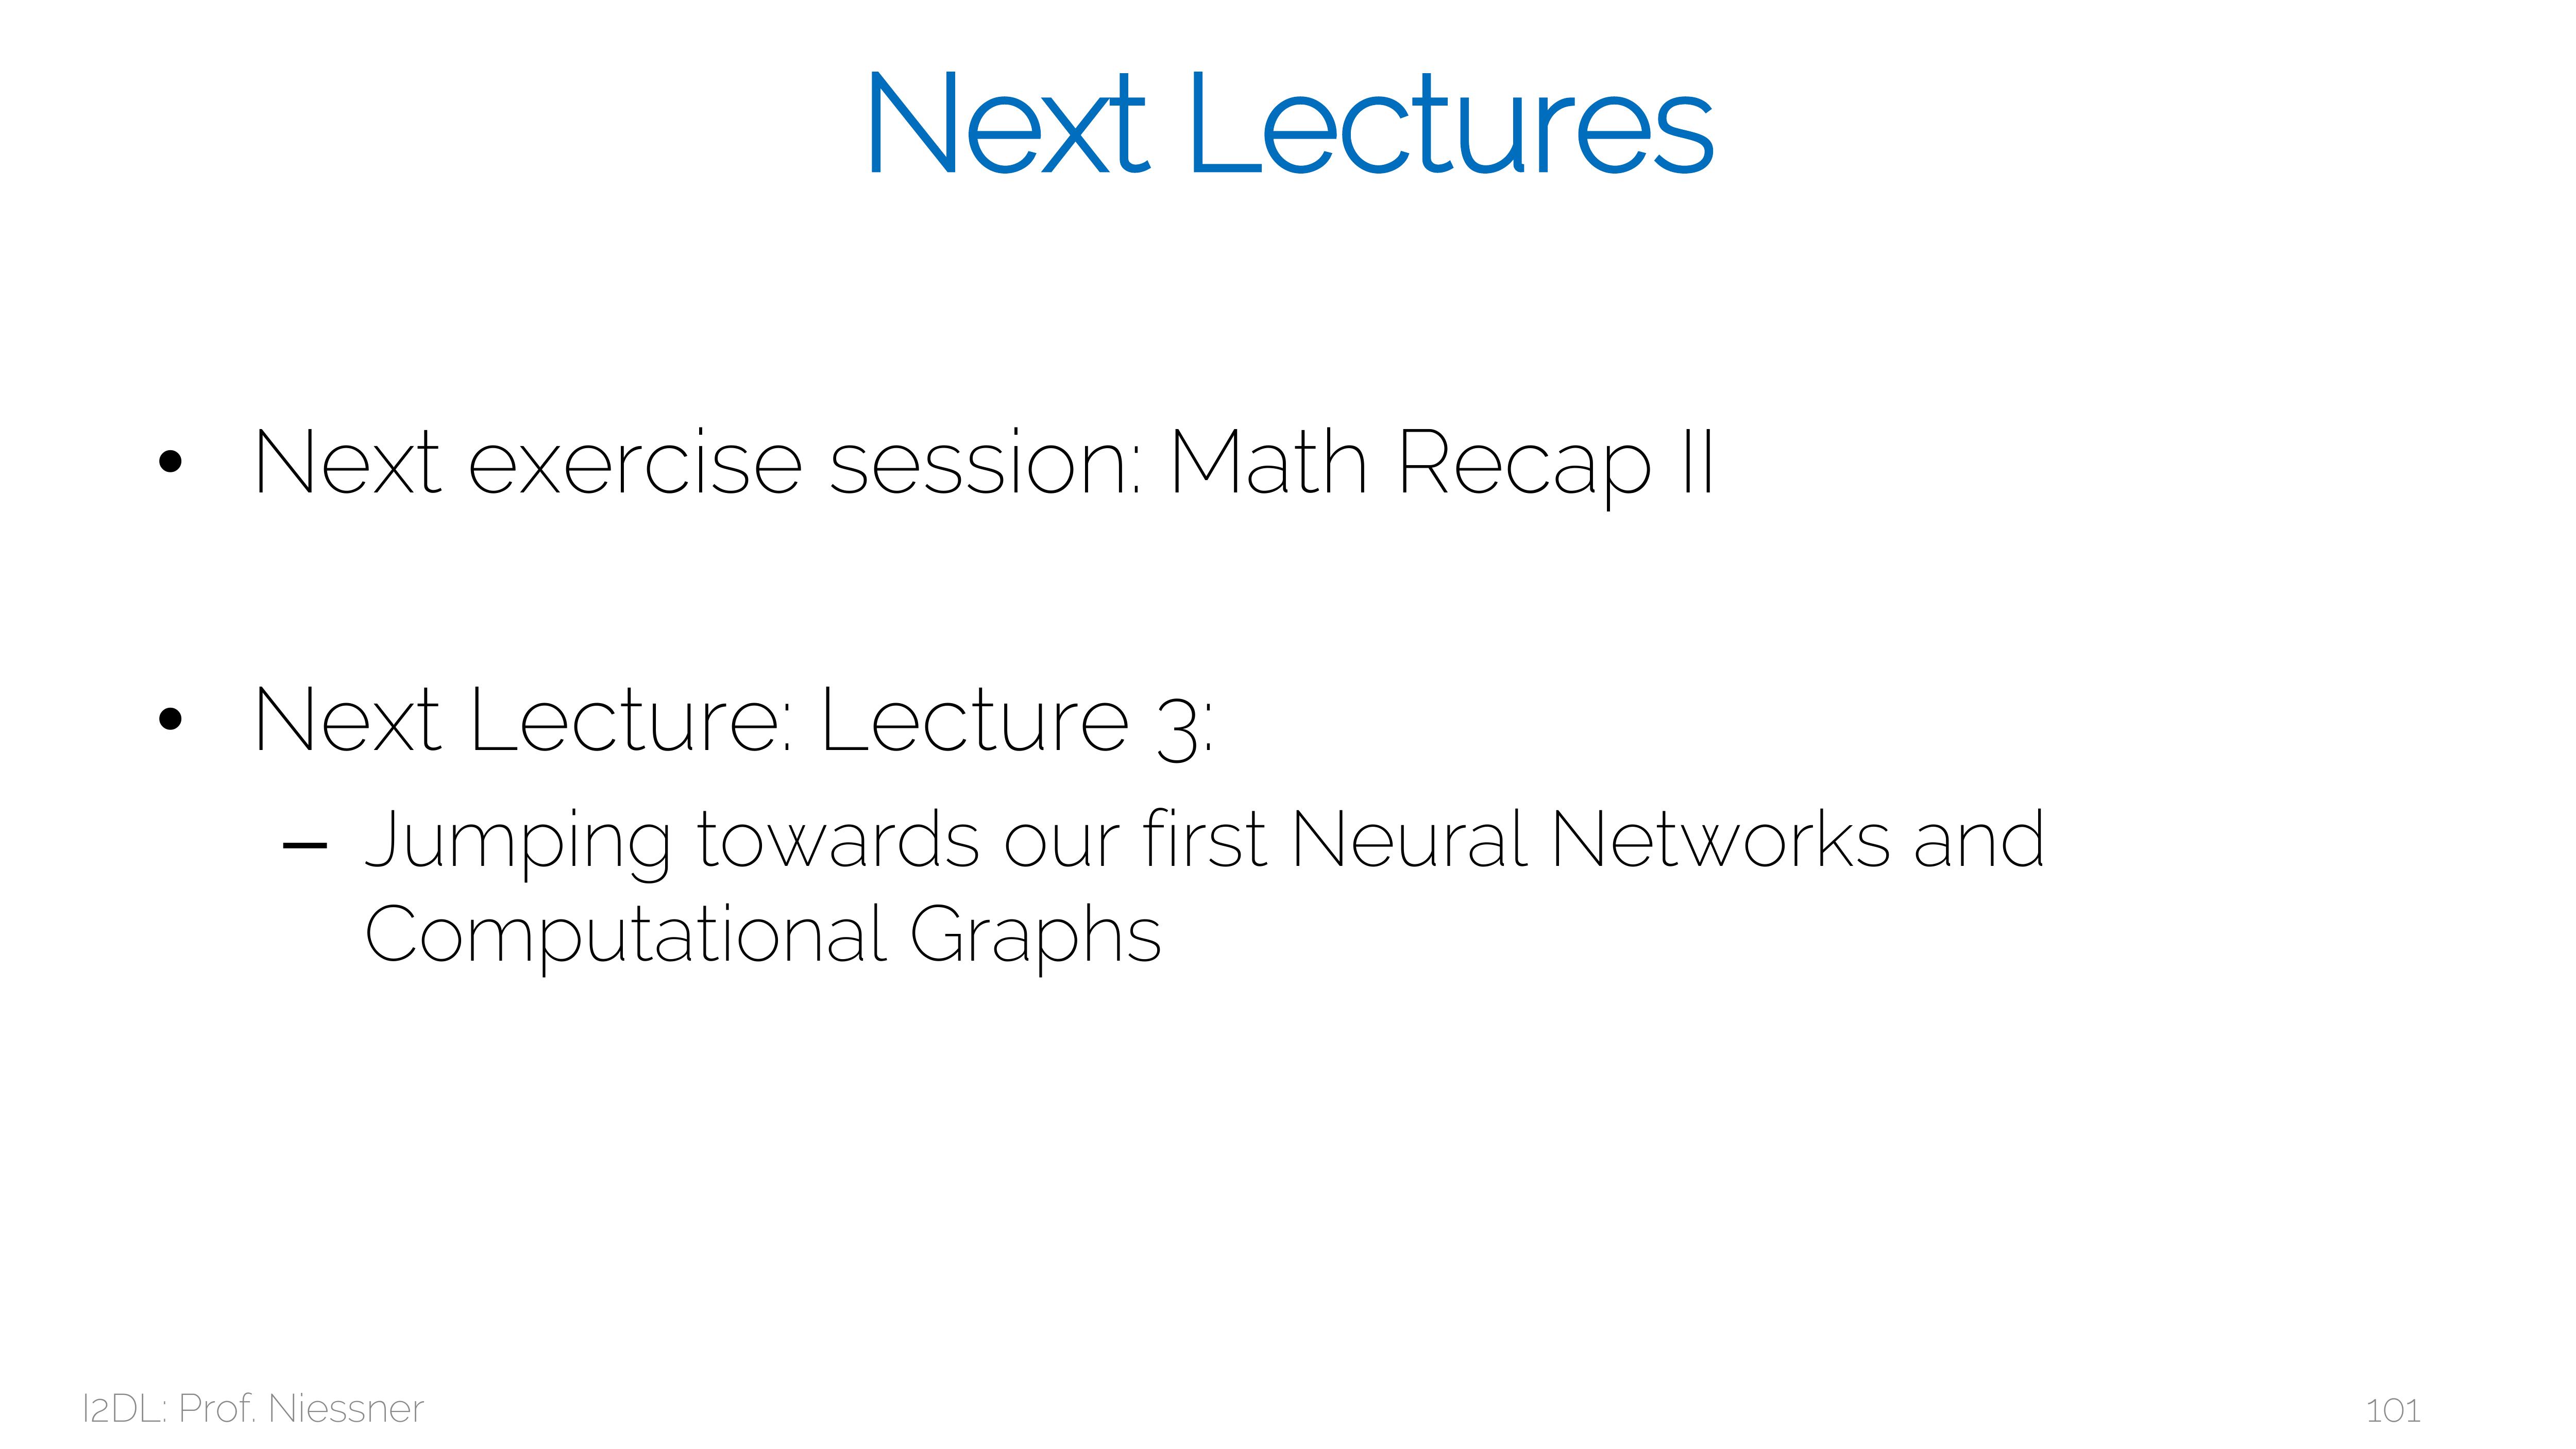 Next Lectures
• Next exercise session: Math Recap II
• Next Lecture: Lecture 3:
– Jumping towards our first Neural Networks and
Computational Graphs
I2DL: Prof. Niessner
101